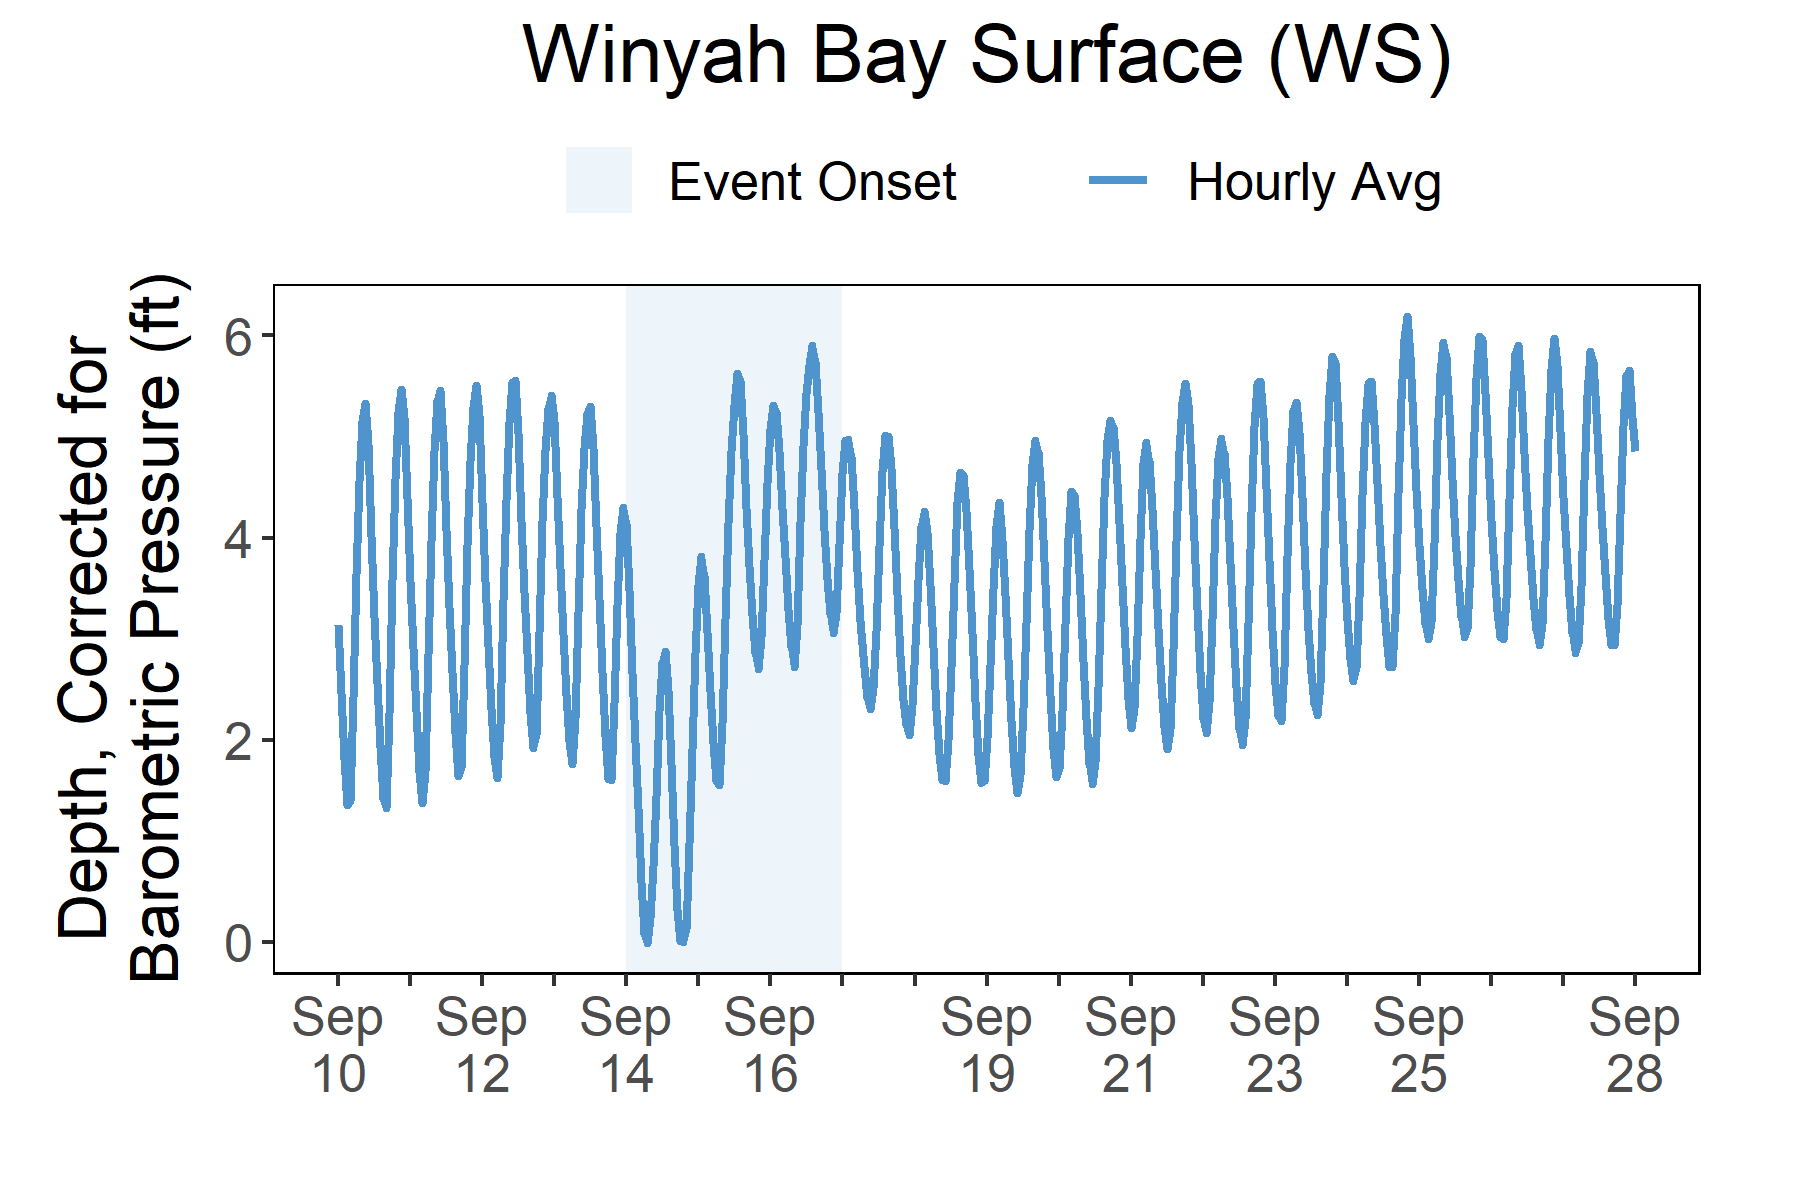 Winyah Bay Surface (WS)
Event Onset
Hourly Avg
Depth, Corrected for
Barometric Pressure (ft)
6
4
2
0
Sep
10
Sep
12
Sep
14
Sep
16
Sep
19
Sep
21
Sep
23
Sep
25
Sep
28